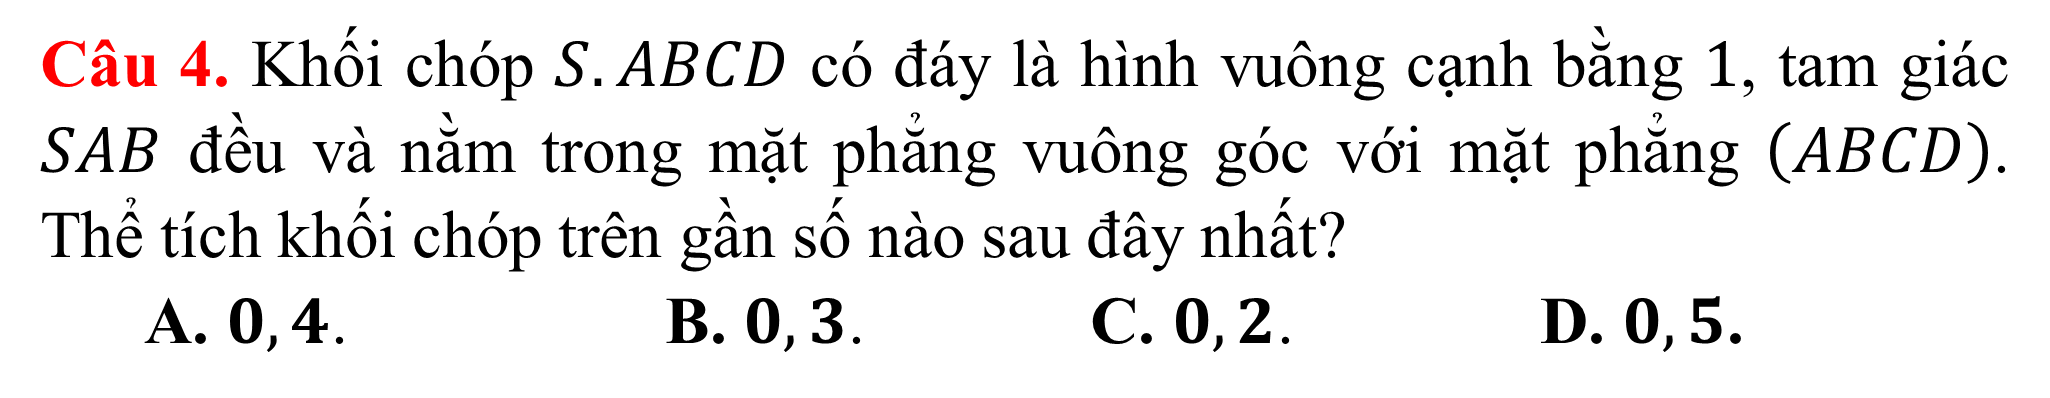 Câu 4. Khối chóp S.ABCD có đáy là hình vuông cạnh bằng 1, tam giác
SAB đều và nằm trong mặt phẳng vuông góc với mặt phẳng (ABCD).
Thể tích khối chóp trên gần số nào sau đây nhất?
A. 0,4. B. 0,3. C. 0,2. D. 0,5.